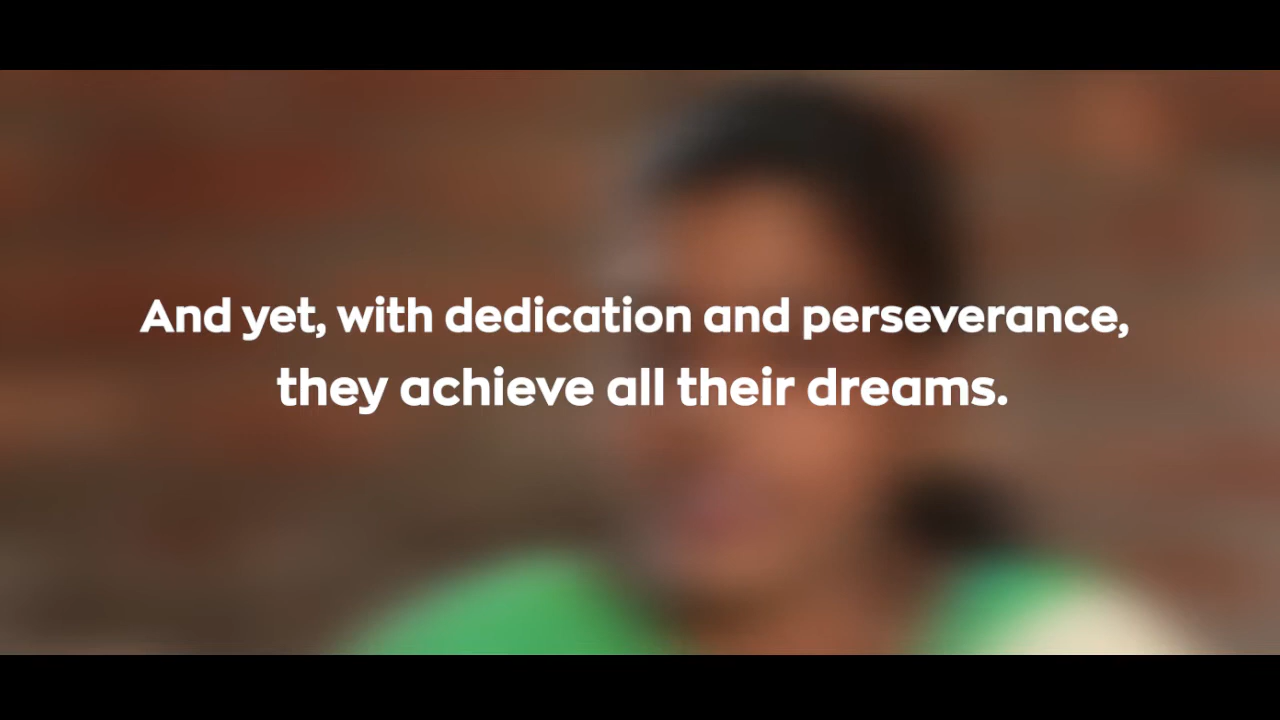 And yet, with dedication and perseverance,
they achieve all their dreams.